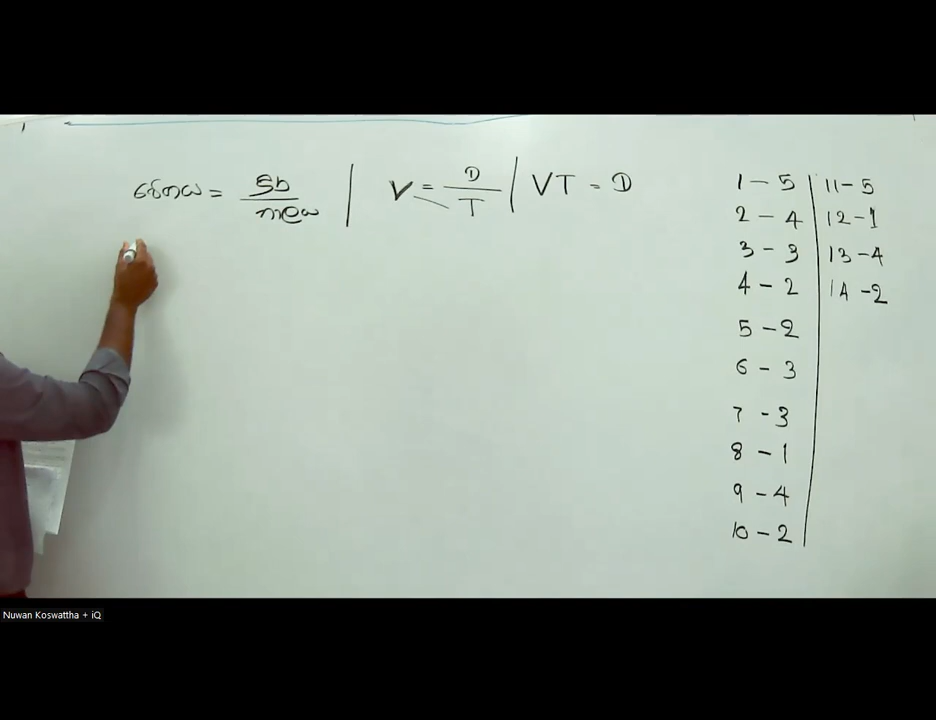 වේගය = දුර / කාලය | V = D / T | VT = D
1 – 5 | 11 – 5
2 – 4 | 12 – 1
3 – 3 | 13 – 4
4 – 2 | 14 – 2
5 – 2
6 – 3
7 – 3
8 – 1
9 – 4
10 – 2
Nuwan Koswattha + iQ